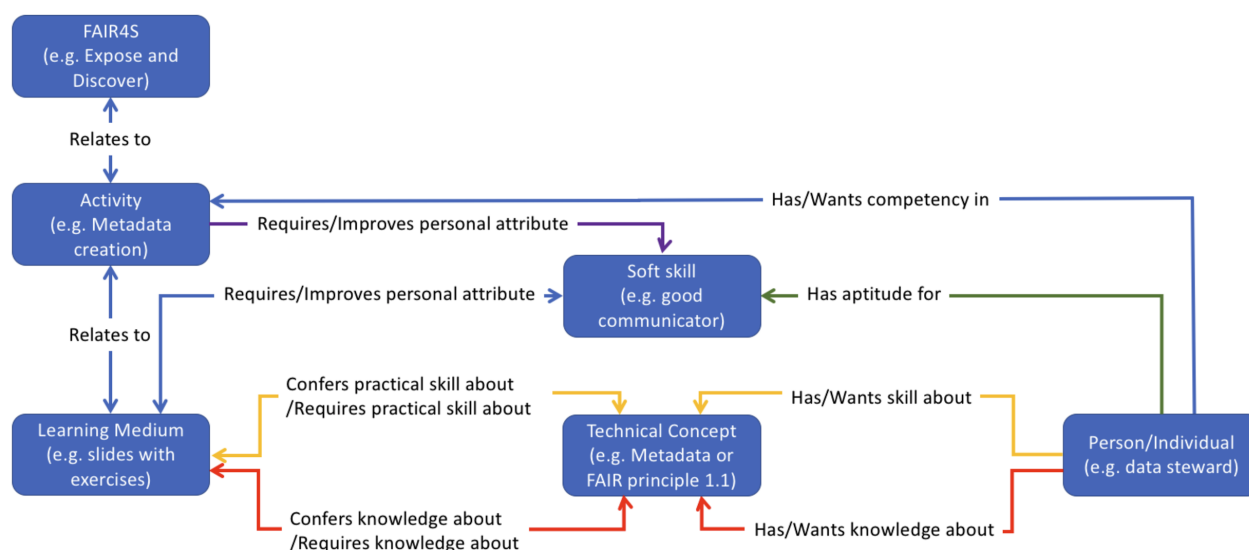 FAIR4S
(e.g. Expose and
Discover)
Relates to
Activity
(e.g. Metadata
creation)
Has/Wants competency in
Requires/Improves personal attribute
Soft skill
(e.g. good
communicator)
Requires/Improves personal attribute
Has aptitude for
Relates to
Confers practical skill about
/Requires practical skill about
Has/Wants skill about
Learning Medium
(e.g. slides with
exercises)
Technical Concept
(e.g. Metadata or
FAIR principle 1.1)
Person/Individual
(e.g. data steward)
Confers knowledge about
/Requires knowledge about
Has/Wants knowledge about